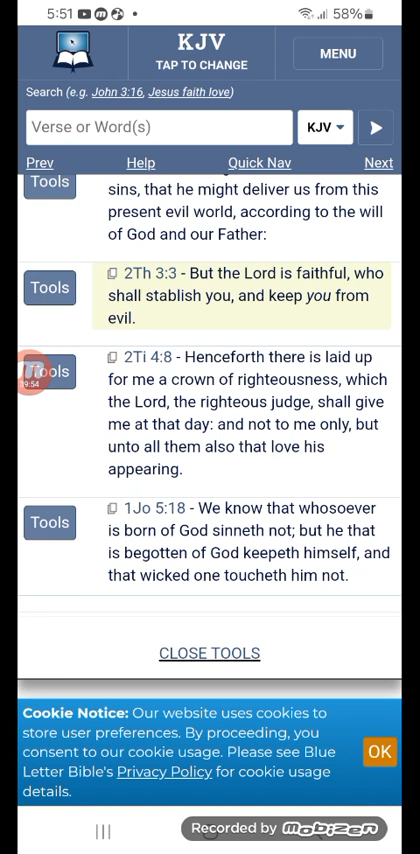 5:51
58%
KJV
TAP TO CHANGE
MENU
Search (e.g. John 3:16, Jesus faith love)
Verse or Word(s)
KJV
Prev Help Quick Nav Next
Tools
sins, that he might deliver us from this
present evil world, according to the will
of God and our Father:
Tools
2Th 3:3 - But the Lord is faithful, who
shall stablish you, and keep you from
evil.
Tools
19:54
2Ti 4:8 - Henceforth there is laid up
for me a crown of righteousness, which
the Lord, the righteous judge, shall give
me at that day: and not to me only, but
unto all them also that love his
appearing.
Tools
1Jo 5:18 - We know that whosoever
is born of God sinneth not; but he that
is begotten of God keepeth himself, and
that wicked one toucheth him not.
CLOSE TOOLS
Cookie Notice: Our website uses cookies to
store user preferences. By proceeding, you
consent to our cookie usage. Please see Blue
Letter Bible's Privacy Policy for cookie usage
details.
OK
Recorded by mobizen